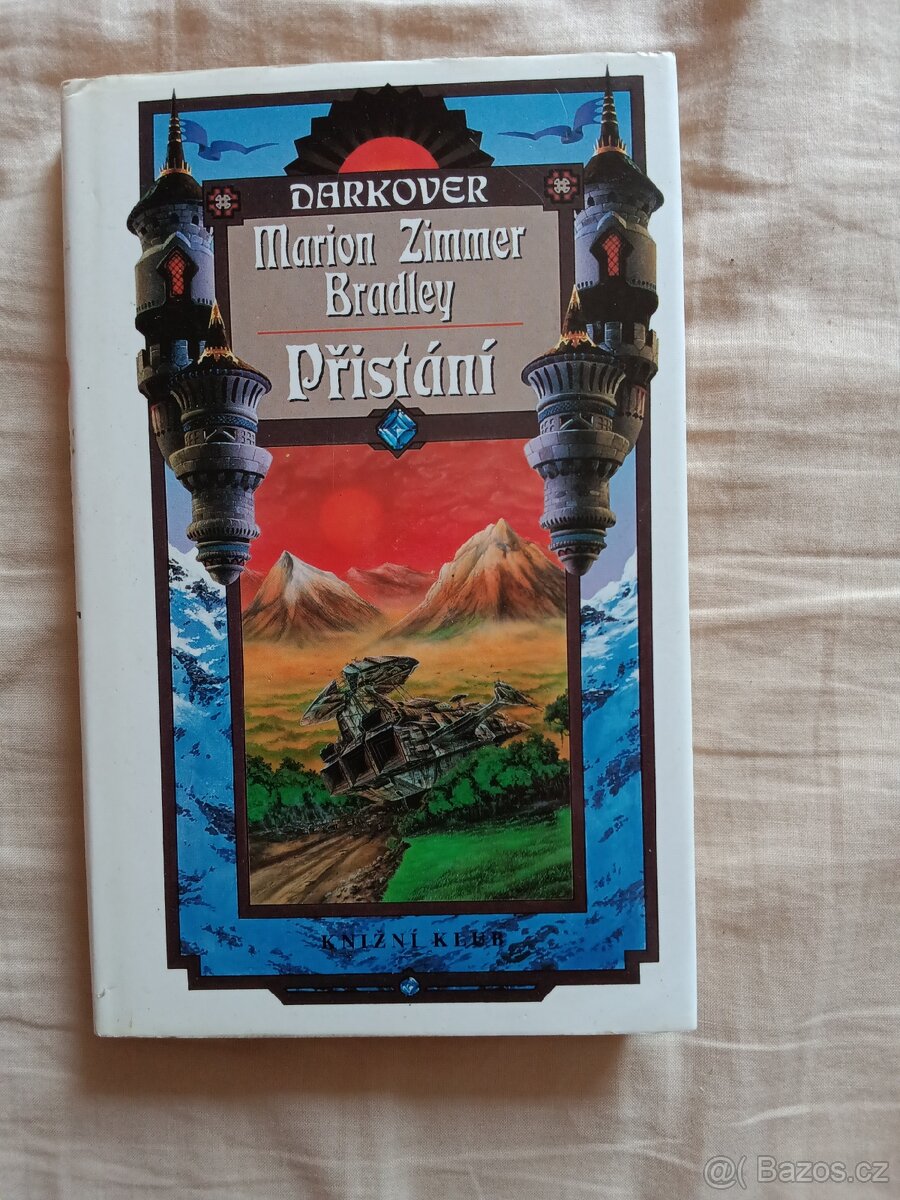 DARKOVER
Marion Zimmer
Bradley
Přistání
KNIŽNÍ KLUB
@( Bazos.cz